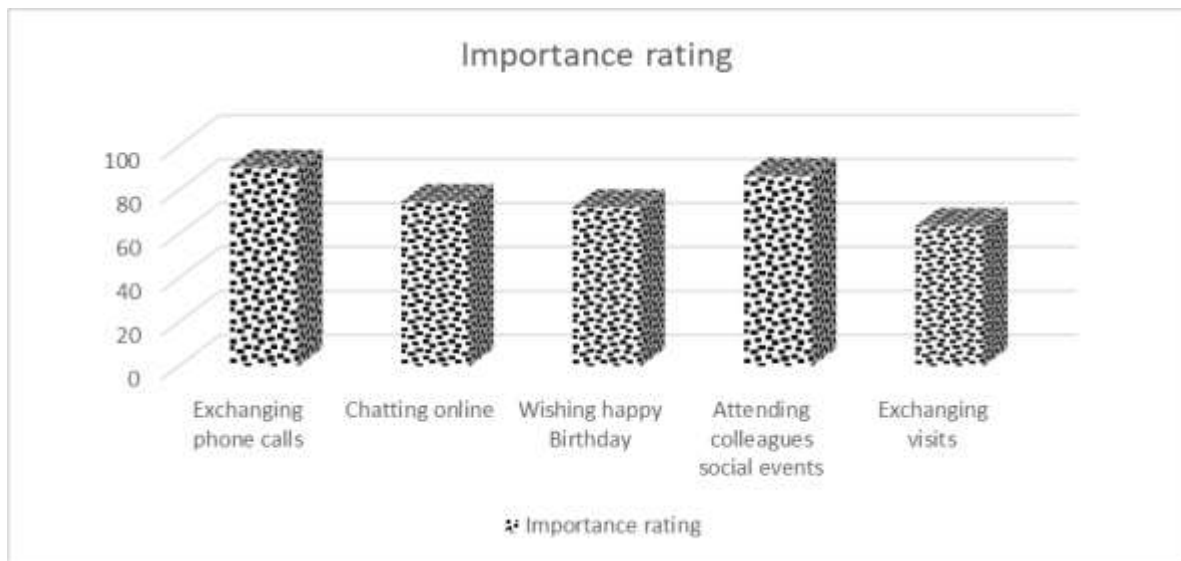 Importance rating
100
80
60
40
20
0
Exchanging
phone calls
Chatting online
Wishing happy
Birthday
Attending
colleagues
social events
Exchanging
visits
Importance rating